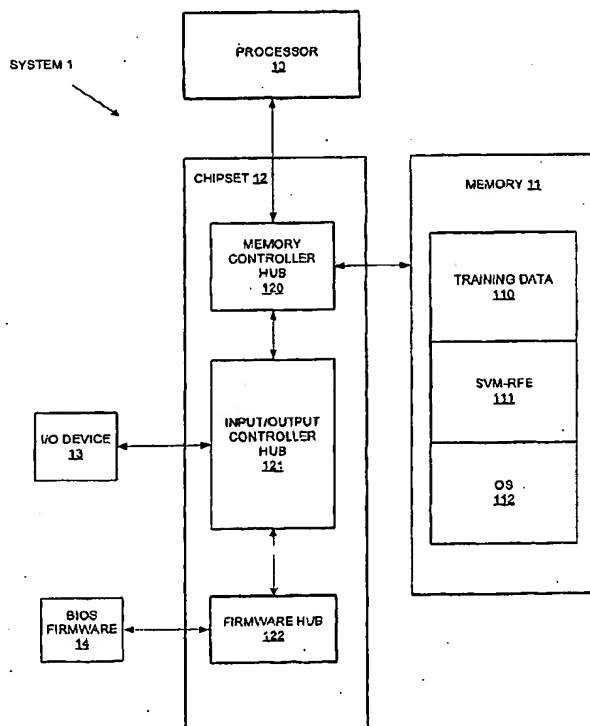 SYSTEM 1
PROCESSOR
10
CHIPSET 12
MEMORY 11
MEMORY
CONTROLLER
HUB
120
TRAINING DATA
110
SVM-RFE
111
OS
112
INPUT/OUTPUT
CONTROLLER
HUB
121
I/O DEVICE
13
FIRMWARE HUB
122
BIOS
FIRMWARE
14